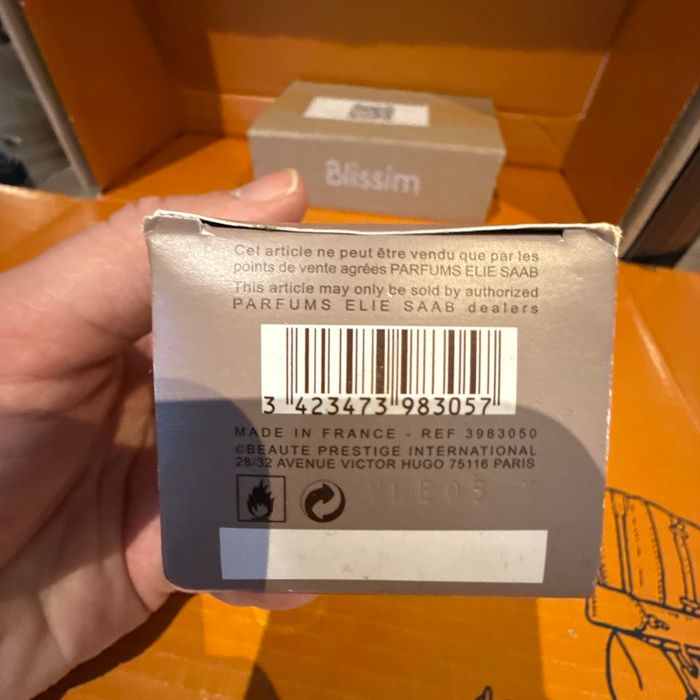 Blissim
Cet article ne peut être vendu que par les
points de vente agréés PARFUMS ELIE SAAB
This article may only be sold by authorized
PARFUMS ELIE SAAB dealers
3 423473 983057
MADE IN FRANCE - REF 3983050
©BEAUTE PRESTIGE INTERNATIONAL
28/32 AVENUE VICTOR HUGO 75116 PARIS
VLE05